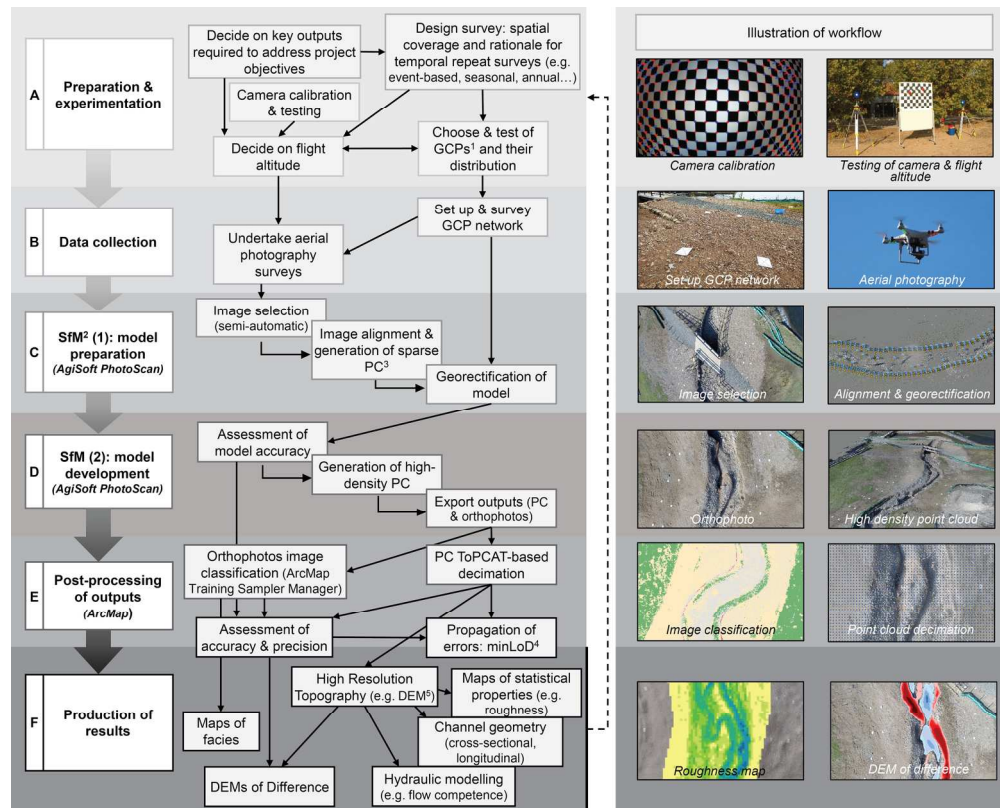 A
Preparation &
experimentation
Decide on key outputs
required to address project
objectives
Design survey: spatial
coverage and rationale for
temporal repeat surveys (e.g.
event-based, seasonal, annual...)
Camera calibration
& testing
Decide on flight
altitude
Choose & test of
GCPs¹ and their
distribution
B
Data collection
Set up & survey
GCP network
Undertake aerial
photography
surveys
C
SfM² (1): model
preparation
(AgiSoft PhotoScan)
Image selection
(semi-automatic)
Image alignment &
generation of sparse
PC³
Georectification of
model
D
SfM (2): model
development
(AgiSoft PhotoScan)
Assessment of
model accuracy
Generation of high-
density PC
Export outputs (PC
& orthophotos)
E
Post-processing
of outputs
(ArcMap)
Orthophotos image
classification (ArcMap
Training Sampler Manager)
PC ToPCAT-based
decimation
Assessment of
accuracy & precision
Propagation of
errors: minLoD⁴
F
Production of
results
High Resolution
Topography (e.g. DEM⁵)
Maps of statistical
properties (e.g.
roughness)
Maps of
facies
Channel geometry
(cross-sectional,
longitudinal)
DEMs of Difference
Hydraulic modelling
(e.g. flow competence)
Illustration of workflow
Camera calibration
Testing of camera & flight
altitude
Set-up GCP network
Aerial photography
Image selection
Alignment & georectification
Orthophoto
High density point cloud
Image classification
Point cloud decimation
Roughness map
DEM of difference